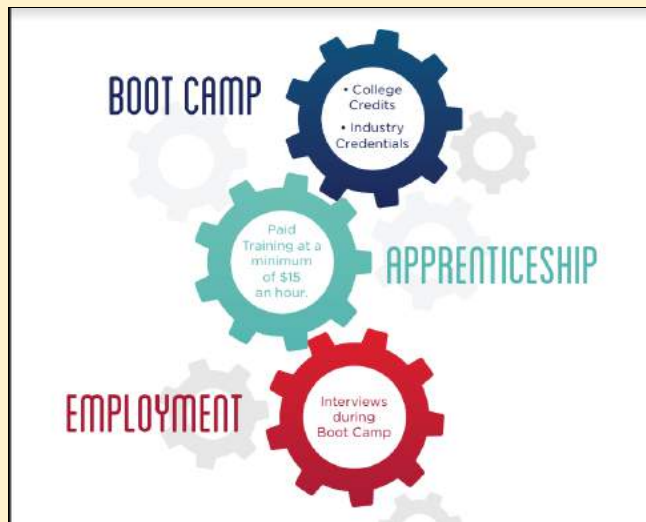 BOOT CAMP
• College
Credits
• Industry
Credentials
Paid
Training at a
minimum
of $15
an hour.
APPRENTICESHIP
EMPLOYMENT
Interviews
during
Boot Camp